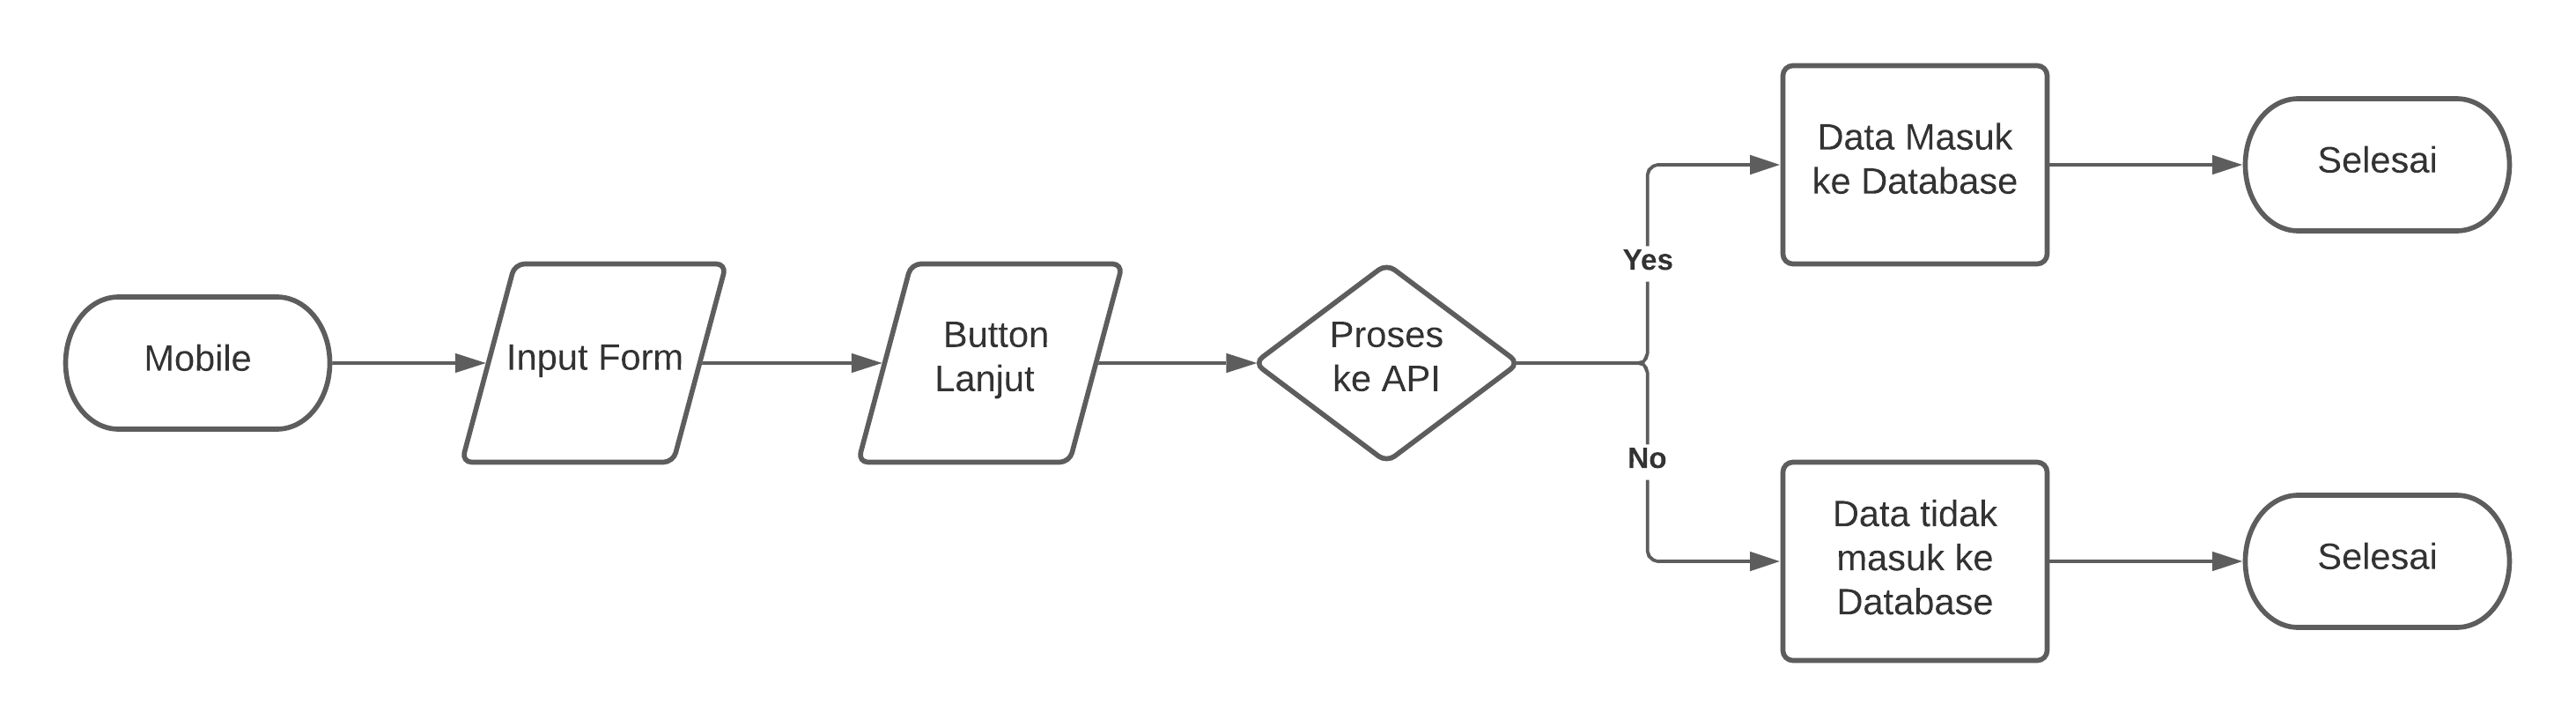 Mobile
Input Form
Button
Lanjut
Proses
ke API
Yes
Data Masuk
ke Database
Selesai
No
Data tidak
masuk ke
Database
Selesai